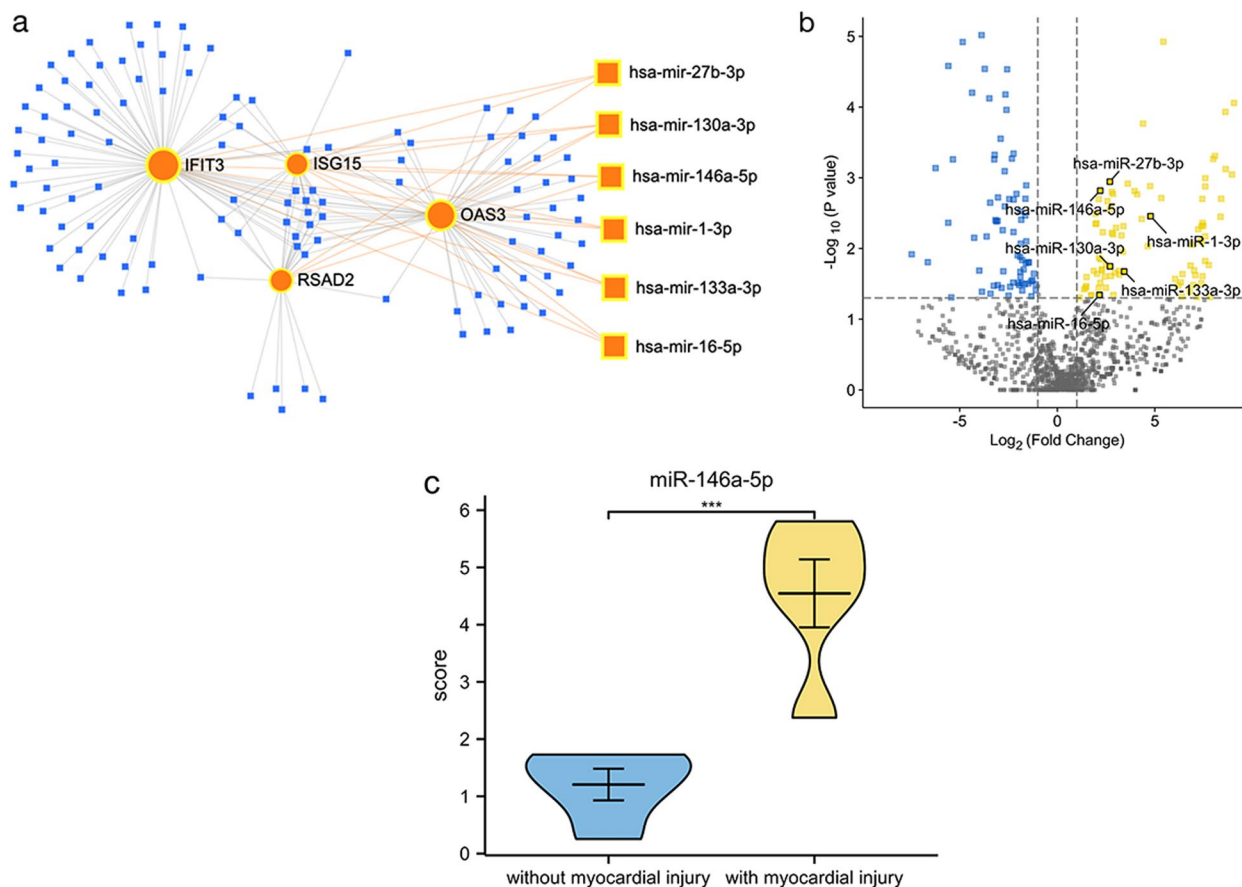 a
IFIT3
ISG15
OAS3
RSAD2
hsa-mir-27b-3p
hsa-mir-130a-3p
hsa-mir-146a-5p
hsa-mir-1-3p
hsa-mir-133a-3p
hsa-mir-16-5p
b
-Log10 (P value)
5
4
3
2
1
0
hsa-miR-27b-3p
hsa-miR-146a-5p
hsa-miR-1-3p
hsa-miR-130a-3p
hsa-miR-133a-3p
hsa-miR-16-5p
-5 0 5
Log2 (Fold Change)
c
miR-146a-5p
***
score
6
5
4
3
2
1
0
without myocardial injury with myocardial injury